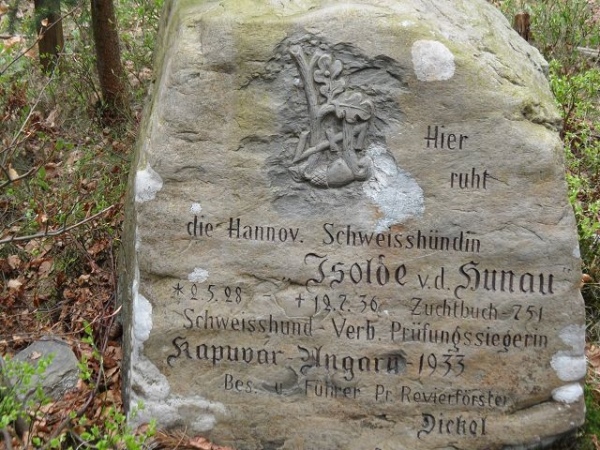 Hier
ruht
die Hannov. Schweisshündin
„Isolde v.d. Hunau"
* 2.5.28 - + 12.7.36 Zuchtbuch-751
Schweisshund-Verb. Prüfungssiegerin
Kapuvár-Ungarn-1933
Bes. u. Führer Pr. Revierförster
Dickel